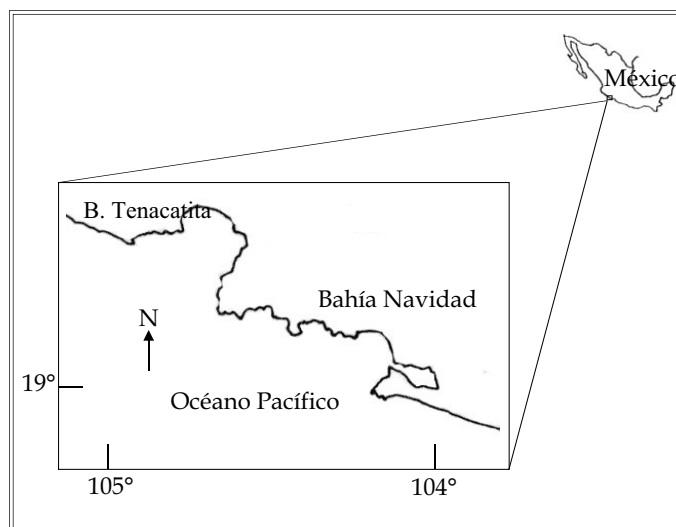 México
B. Tenacatita
Bahía Navidad
N
19°
Océano Pacífico
105°
104°